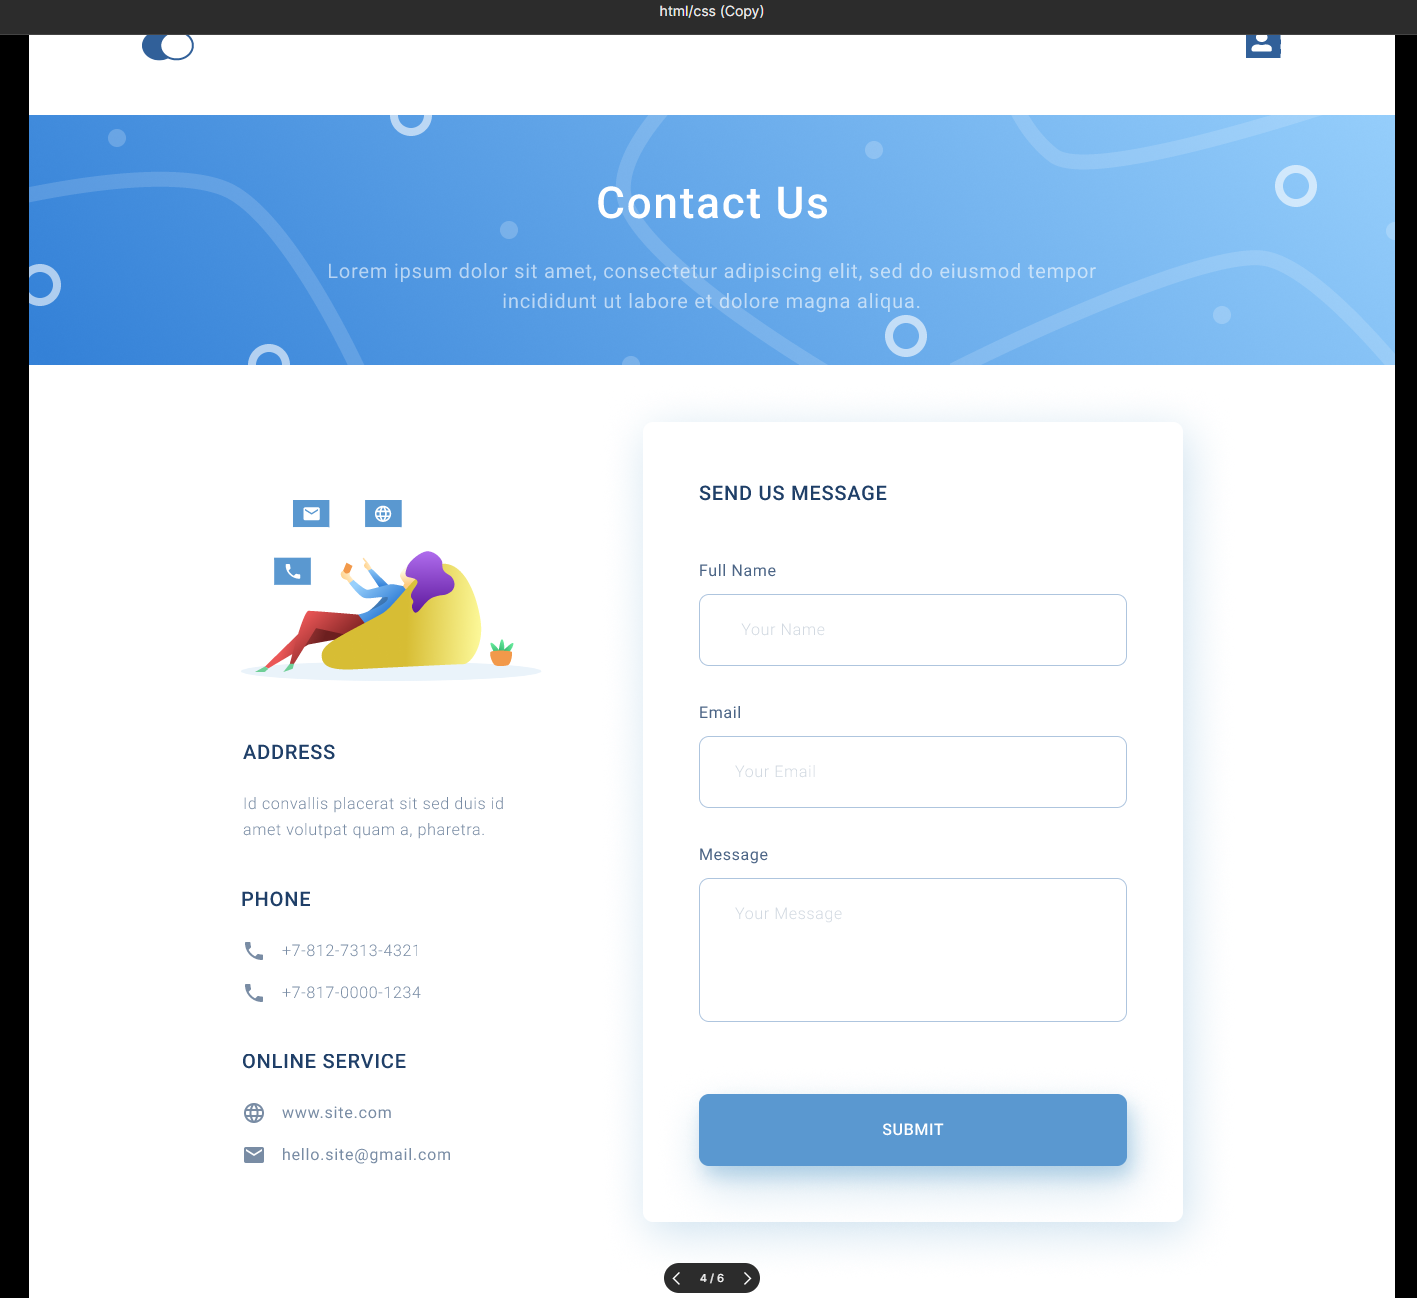 html/css (Copy)
Contact Us
Lorem ipsum dolor sit amet, consectetur adipiscing elit, sed do eiusmod tempor
incididunt ut labore et dolore magna aliqua.
ADDRESS
Id convallis placerat sit sed duis id
amet volutpat quam a, pharetra.
PHONE
+7-812-7313-4321
+7-817-0000-1234
ONLINE SERVICE
www.site.com
hello.site@gmail.com
SEND US MESSAGE
Full Name
Your Name
Email
Your Email
Message
Your Message
SUBMIT
4 / 6